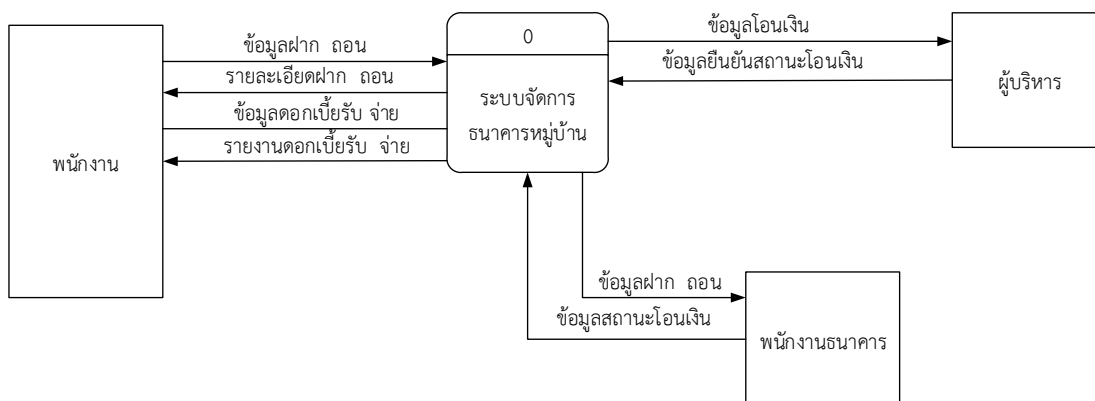 พนักงาน
ข้อมูลฝาก ถอน
รายละเอียดฝาก ถอน
ข้อมูลดอกเบี้ยรับ จ่าย
รายงานดอกเบี้ยรับ จ่าย
0
ระบบจัดการ
ธนาคารหมู่บ้าน
ข้อมูลโอนเงิน
ข้อมูลยืนยันสถานะโอนเงิน
ผู้บริหาร
ข้อมูลฝาก ถอน
ข้อมูลสถานะโอนเงิน
พนักงานธนาคาร